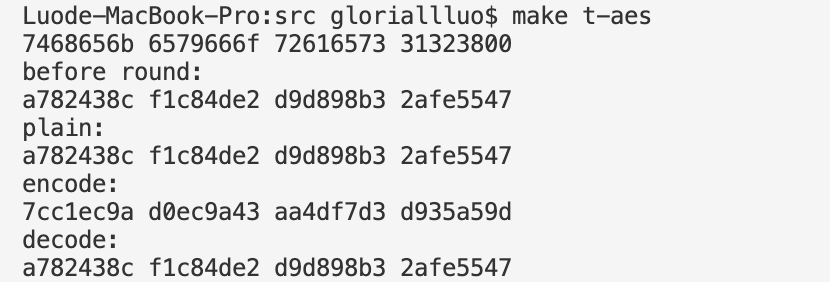 Luode-MacBook-Pro:src gloriallluo$ make t-aes
7468656b 6579666f 72616573 31323800
before round:
a782438c f1c84de2 d9d898b3 2afe5547
plain:
a782438c f1c84de2 d9d898b3 2afe5547
encode:
7cc1ec9a d0ec9a43 aa4df7d3 d935a59d
decode:
a782438c f1c84de2 d9d898b3 2afe5547